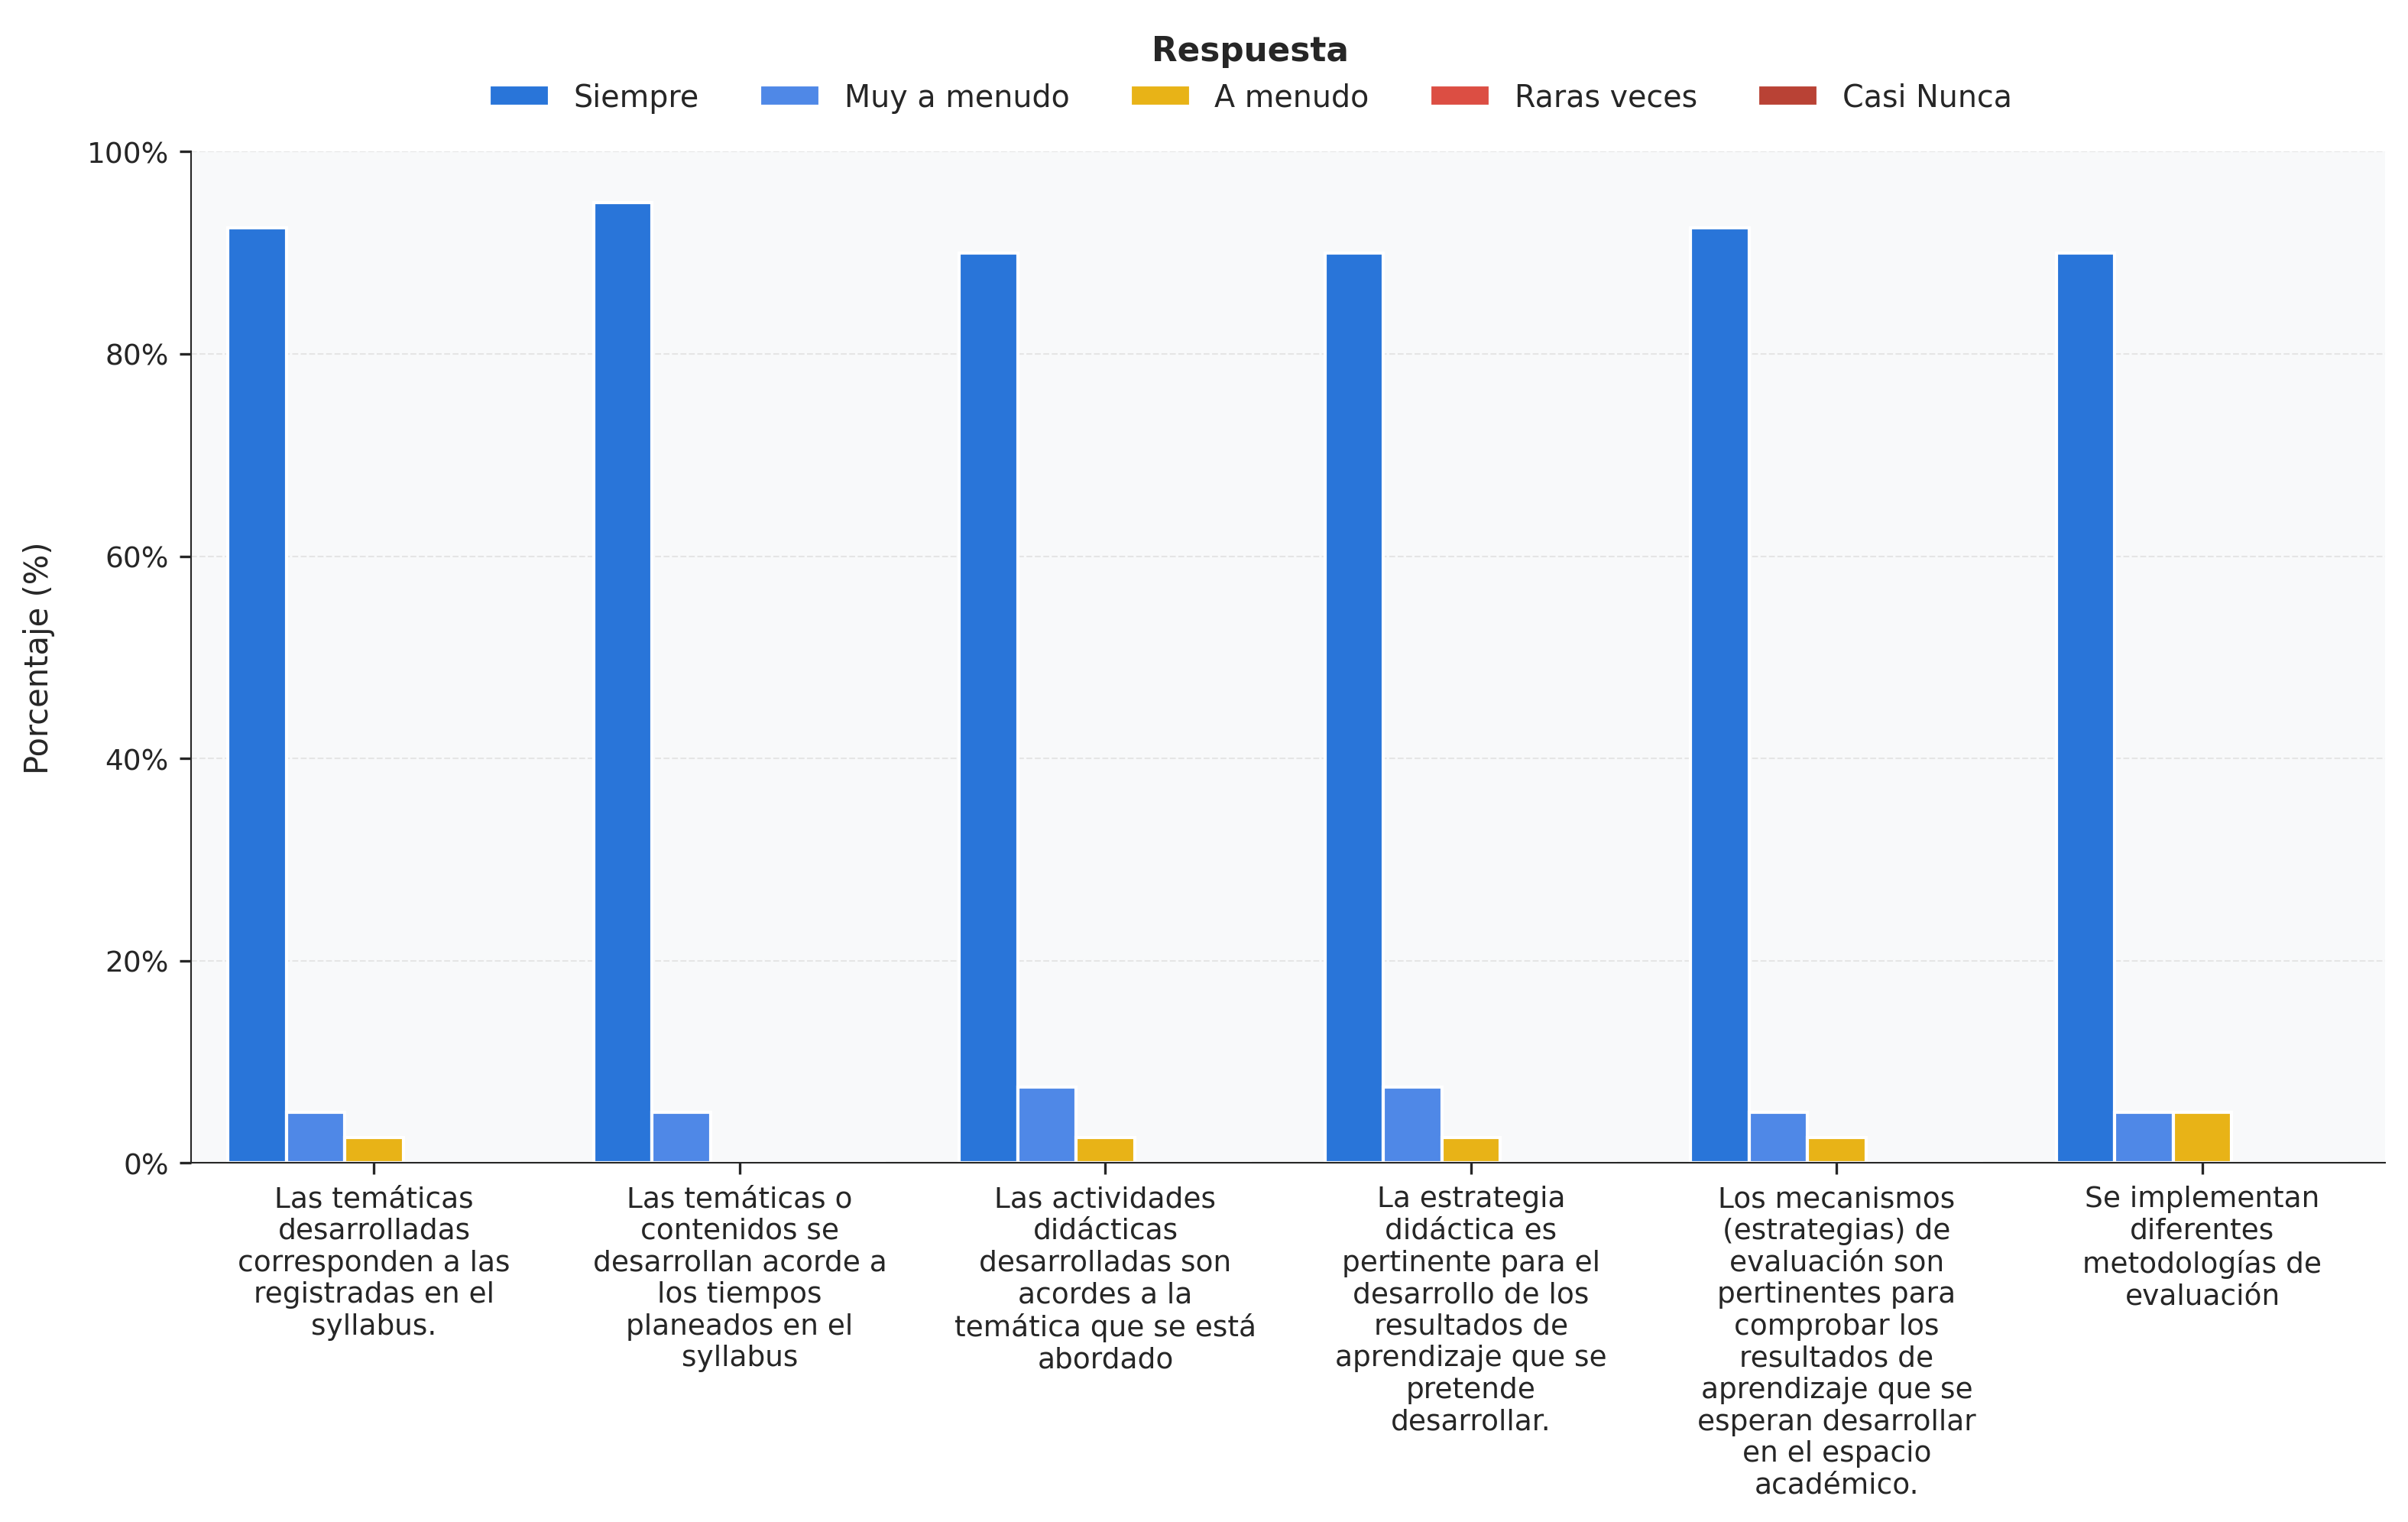 Respuesta
Siempre
Muy a menudo
A menudo
Raras veces
Casi Nunca
Porcentaje (%)
100%
80%
60%
40%
20%
0%
Las temáticas
desarrolladas
corresponden a las
registradas en el
syllabus.
Las temáticas o
contenidos se
desarrollan acorde a
los tiempos
planeados en el
syllabus
Las actividades
didácticas
desarrolladas son
acordes a la
temática que se está
abordado
La estrategia
didáctica es
pertinente para el
desarrollo de los
resultados de
aprendizaje que se
pretende
desarrollar.
Los mecanismos
(estrategias) de
evaluación son
pertinentes para
comprobar los
resultados de
aprendizaje que se
esperan desarrollar
en el espacio
académico.
Se implementan
diferentes
metodologías de
evaluación